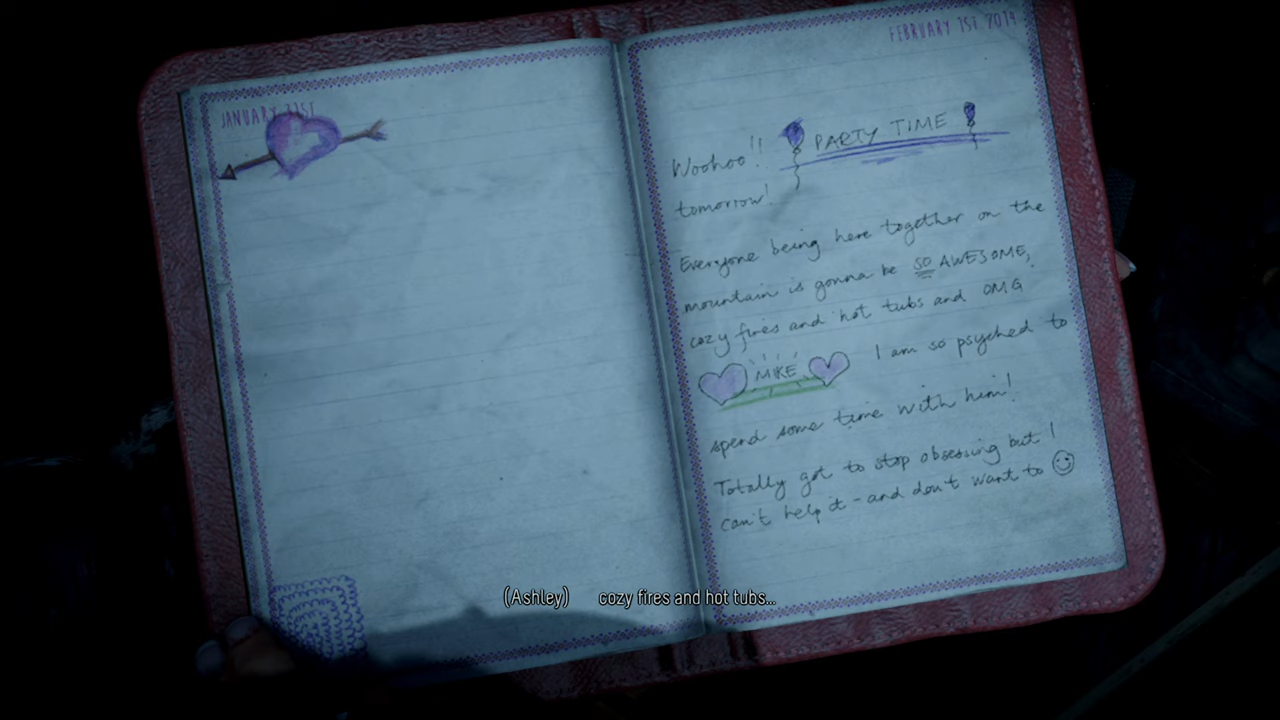 JANUARY 31ST
FEBRUARY 1ST, 2014
Woohoo!! PARTY TIME
tomorrow!
Everyone being here together on the
mountain is gonna be SO AWESOME,
cozy fires and hot tubs and OMG
MIKE I am so psyched to
spend some time with him!
Totally got to stop obsessing but I
can't help it - and don't want to
(Ashley) cozy fires and hot tubs...